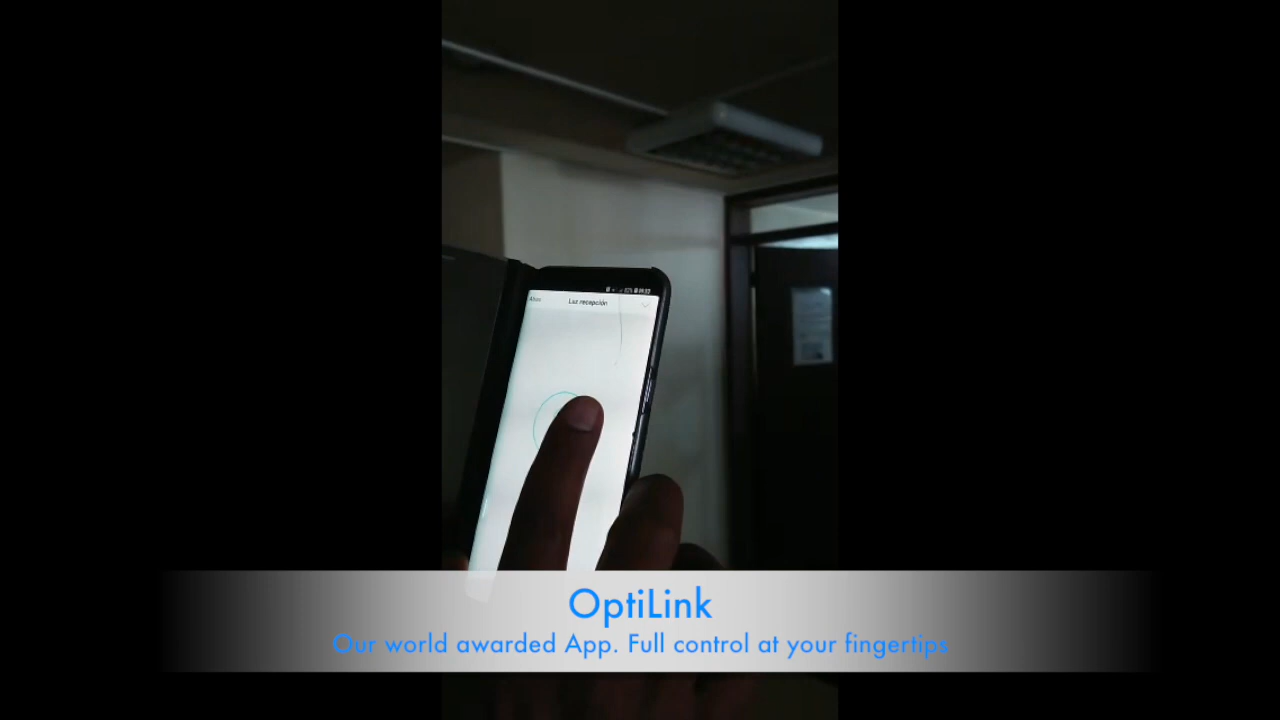 Luz recepción
OptiLink
Our world awarded App. Full control at your fingertips